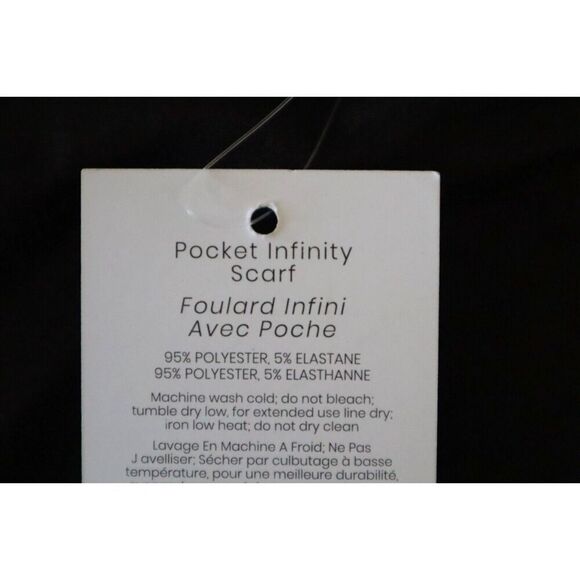 Pocket Infinity
Scarf
Foulard Infini
Avec Poche
95% POLYESTER, 5% ELASTANE
95% POLYESTER, 5% ELASTHANNE
Machine wash cold; do not bleach;
tumble dry low, for extended use line dry;
iron low heat; do not dry clean
Lavage En Machine A Froid; Ne Pas
J avelliser; Sécher par culbutage à basse
température, pour une meilleure durabilité,